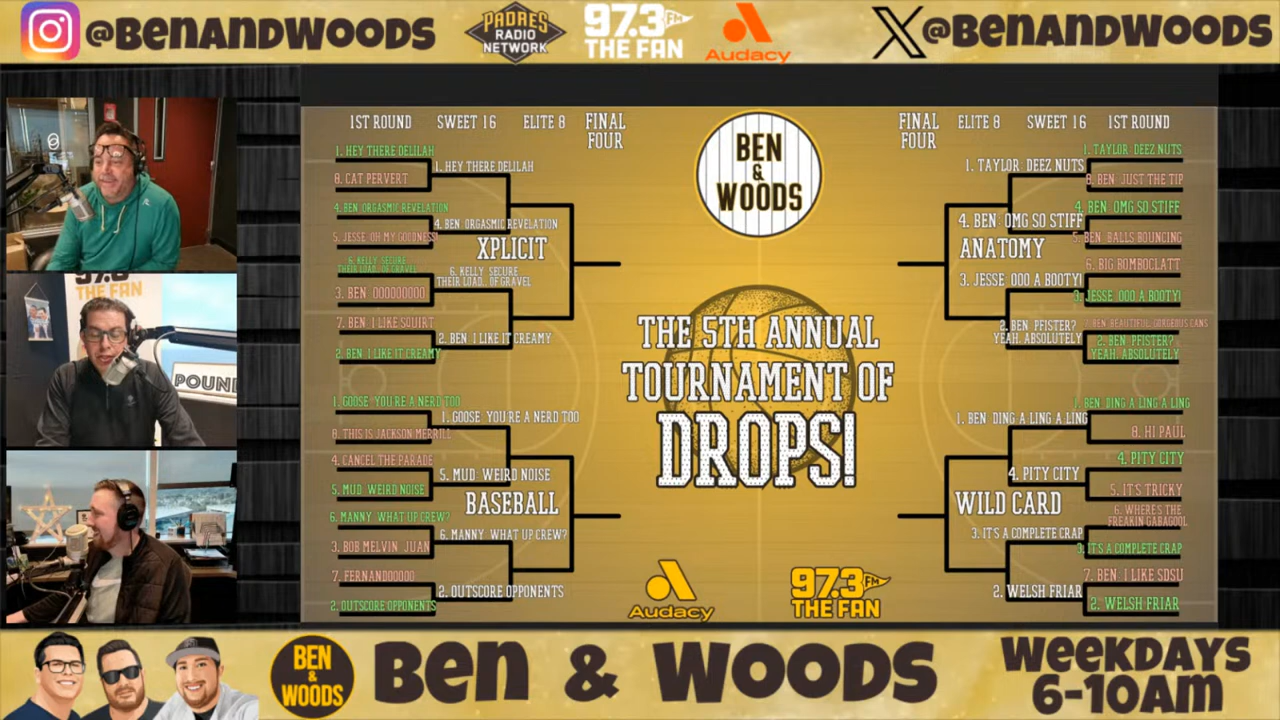 @BENANDWOODS
PADRES
RADIO
NETWORK
97.3 FM
THE FAN
Audacy
@BENANDWOODS
1ST ROUND
SWEET 16
ELITE 8
FINAL
FOUR
1. HEY THERE DELILAH
8. CAT PERVERT
4. BEN: ORGASMIC REVELATION
5. JESSE: OH MY GOODNESS!
6. KELLY: SECURE
THEIR LOAD.. OF GRAVEL
3. BEN: OOOOOOOOO
7. BEN: I LIKE SQUIRT
2. BEN: I LIKE IT CREAMY
1. HEY THERE DELILAH
4. BEN: ORGASMIC REVELATION
XPLICIT
6. KELLY: SECURE
THEIR LOAD.. OF GRAVEL
2. BEN: I LIKE IT CREAMY
1. GOOSE: YOU'RE A NERD TOO
8. THIS IS JACKSON MERRILL
4. CANCEL THE PARADE
5. MUD: WEIRD NOISE
6. MANNY: WHAT UP CREW?
3. BOB MELVIN: JUAN
7. FERNANDOOOOO
2. OUTSCORE OPPONENTS
1. GOOSE: YOU'RE A NERD TOO
5. MUD: WEIRD NOISE
BASEBALL
6. MANNY: WHAT UP CREW?
2. OUTSCORE OPPONENTS
BEN
&
WOODS
THE 5TH ANNUAL
TOURNAMENT OF
DROPS!
Audacy
97.3 FM
THE FAN
FINAL
FOUR
ELITE 8
SWEET 16
1ST ROUND
1. TAYLOR: DEEZ NUTS
4. BEN: OMG SO STIFF
ANATOMY
3. JESSE: OOO A BOOTY!
2. BEN: PFISTER?
YEAH, ABSOLUTELY
1. TAYLOR: DEEZ NUTS
8. BEN: JUST THE TIP
4. BEN: OMG SO STIFF
5. BEN: BALLS BOUNCING
6. BIG BOMBOCLATT
3. JESSE: OOO A BOOTY!
7. BEN: BEAUTIFUL, GORGEOUS CANS
2. BEN: PFISTER?
YEAH, ABSOLUTELY
1. BEN: DING A LING A LING
4. PITY CITY
WILD CARD
3. IT'S A COMPLETE CRAP
2. WELSH FRIAR
1. BEN: DING A LING A LING
8. HI PAUL
4. PITY CITY
5. IT'S TRICKY
6. WHERE'S THE
FREAKIN GABAGOOL
3. IT'S A COMPLETE CRAP
7. BEN: I LIKE SDSU
2. WELSH FRIAR
97.3
THE FAN
POUN
BEN
&
WOODS
Ben & Woods
WEEKDAYS
6-10AM